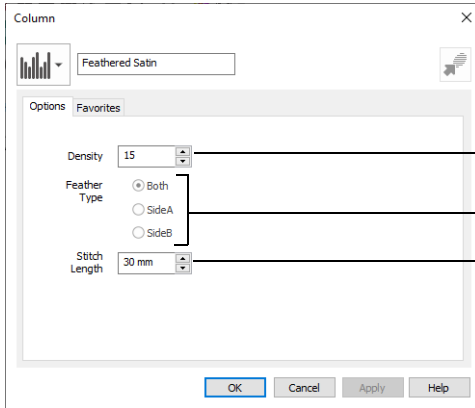 Column
Feathered Satin
Options Favorites
Density 15
Feather Type
Both
SideA
SideB
Stitch Length 30 mm
OK Cancel Apply Help